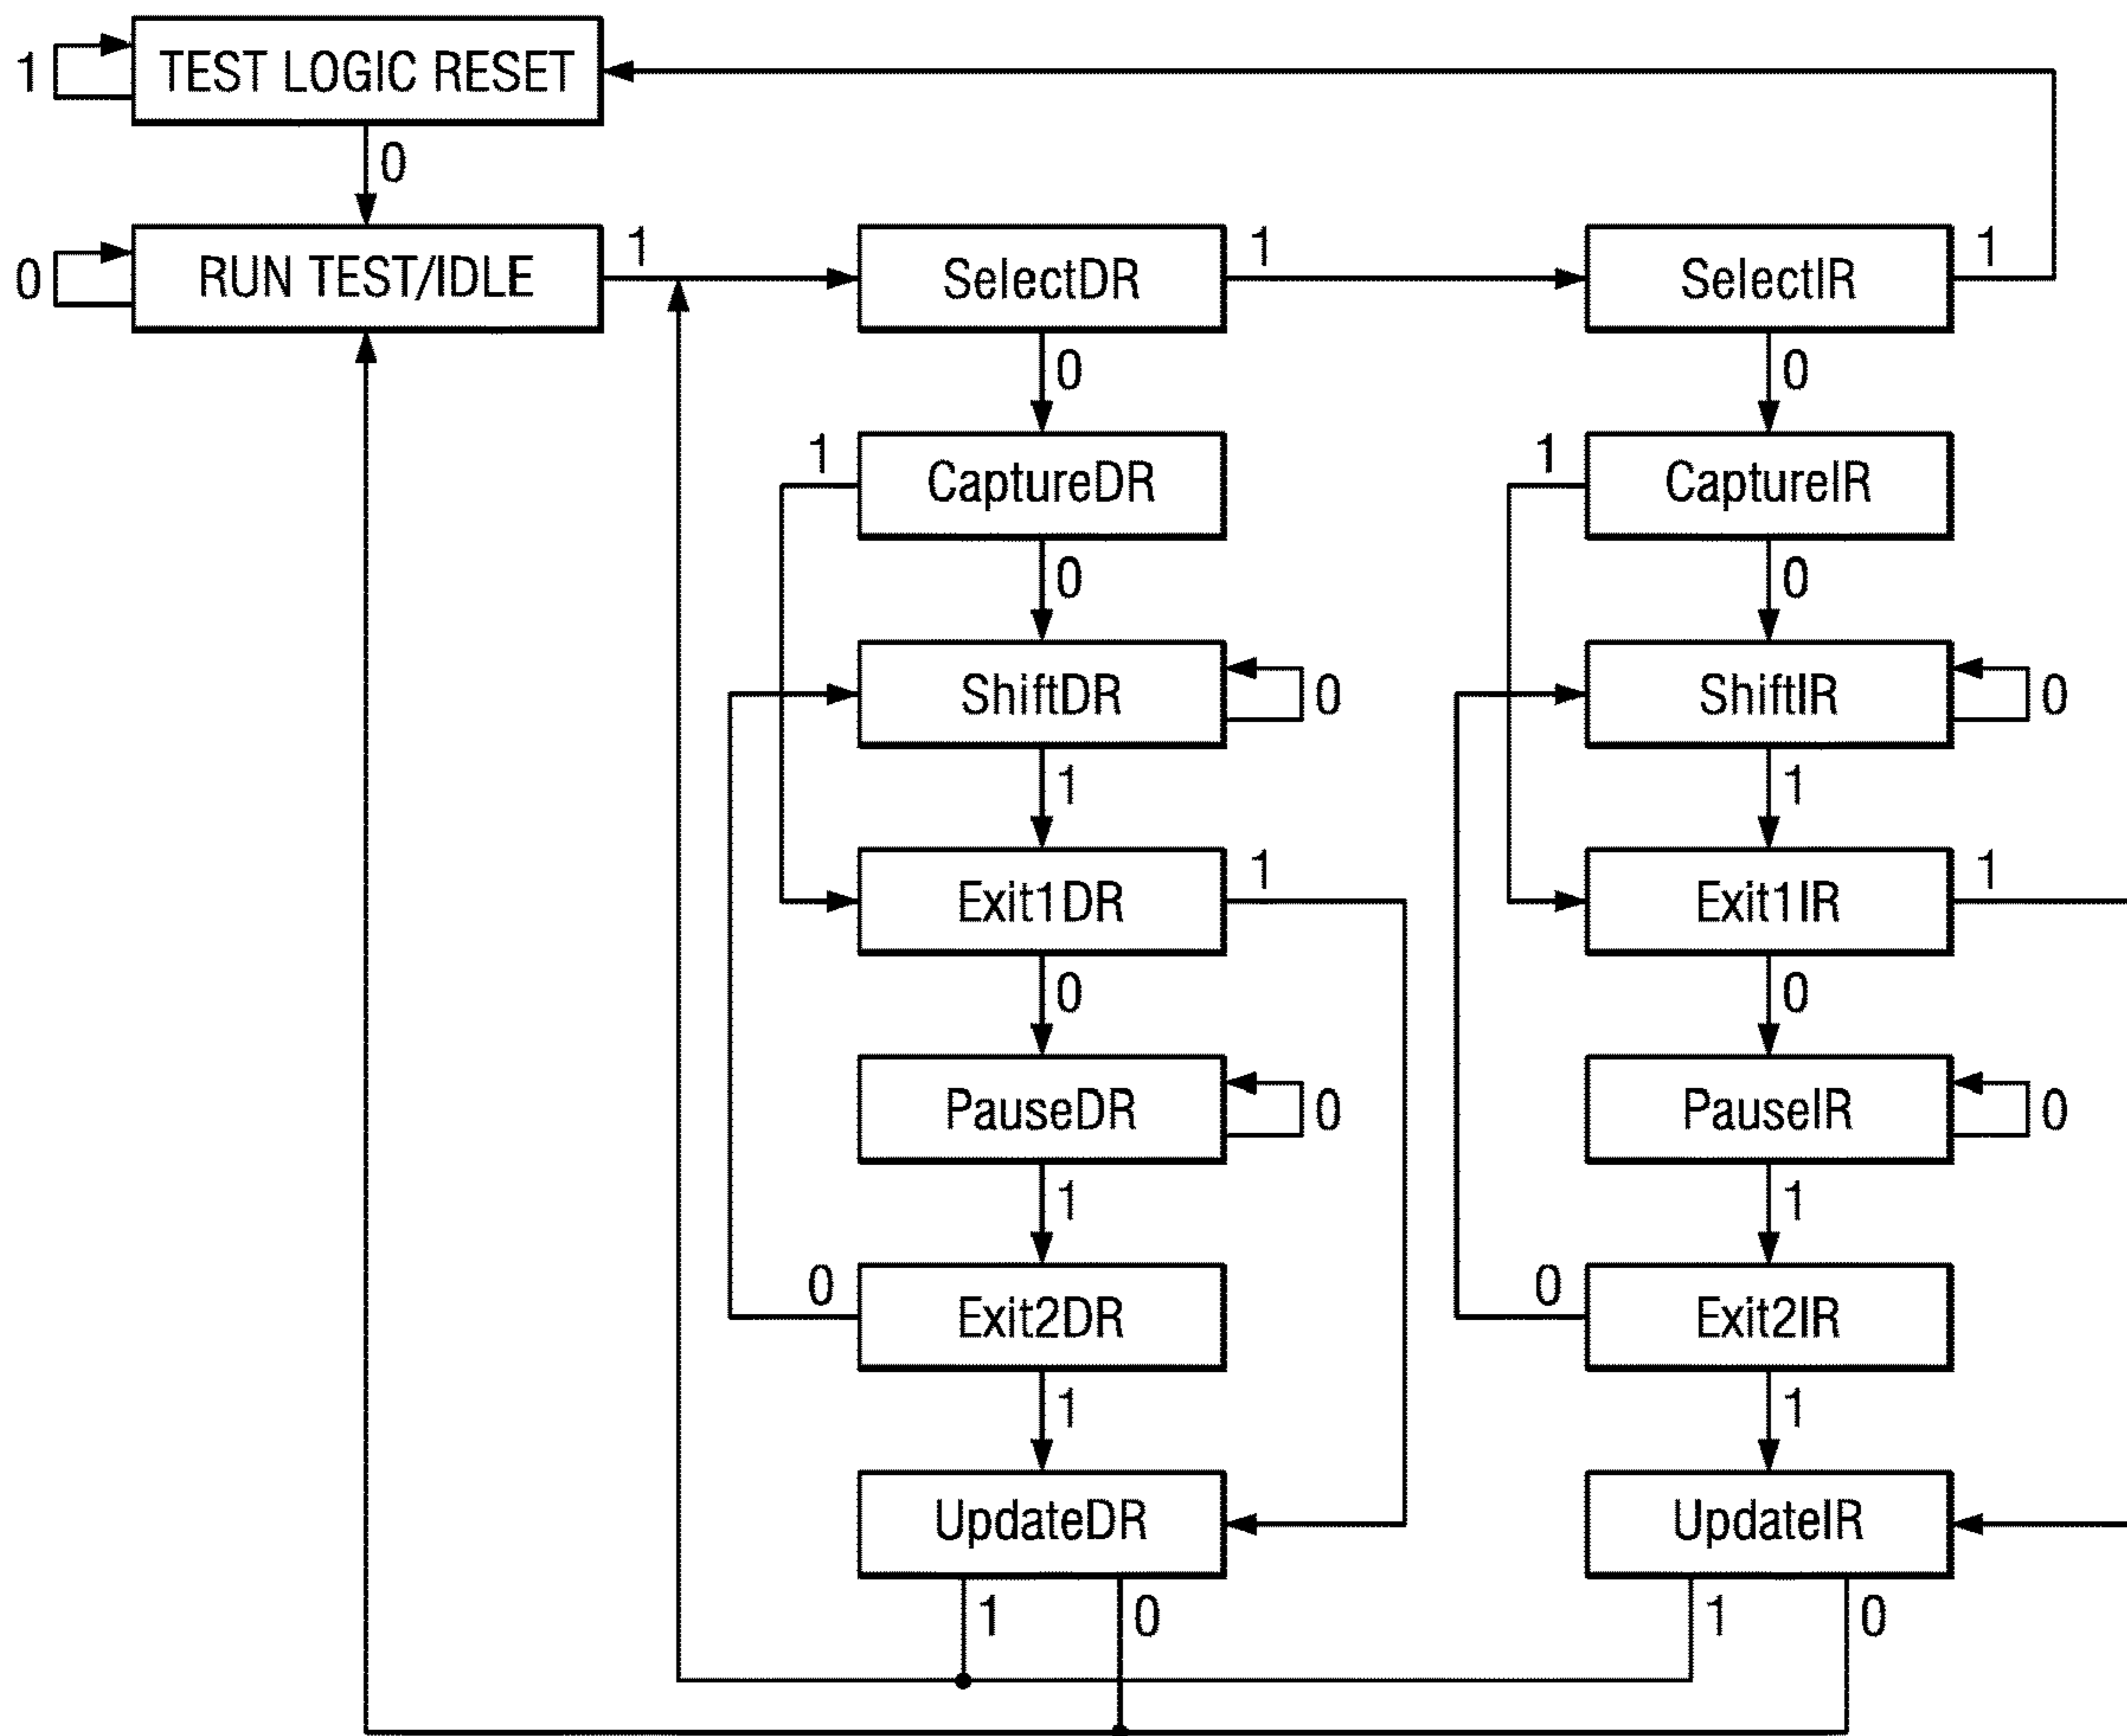 TEST LOGIC RESET
1
0
RUN TEST/IDLE
0
1
SelectDR
1
SelectIR
1
0
0
1
CaptureDR
1
CaptureIR
0
0
ShiftDR
0
ShiftIR
0
1
1
Exit1DR
1
Exit1IR
1
0
0
PauseDR
0
PauseIR
0
1
1
0
Exit2DR
0
Exit2IR
1
1
UpdateDR
UpdateIR
1
0
1
0